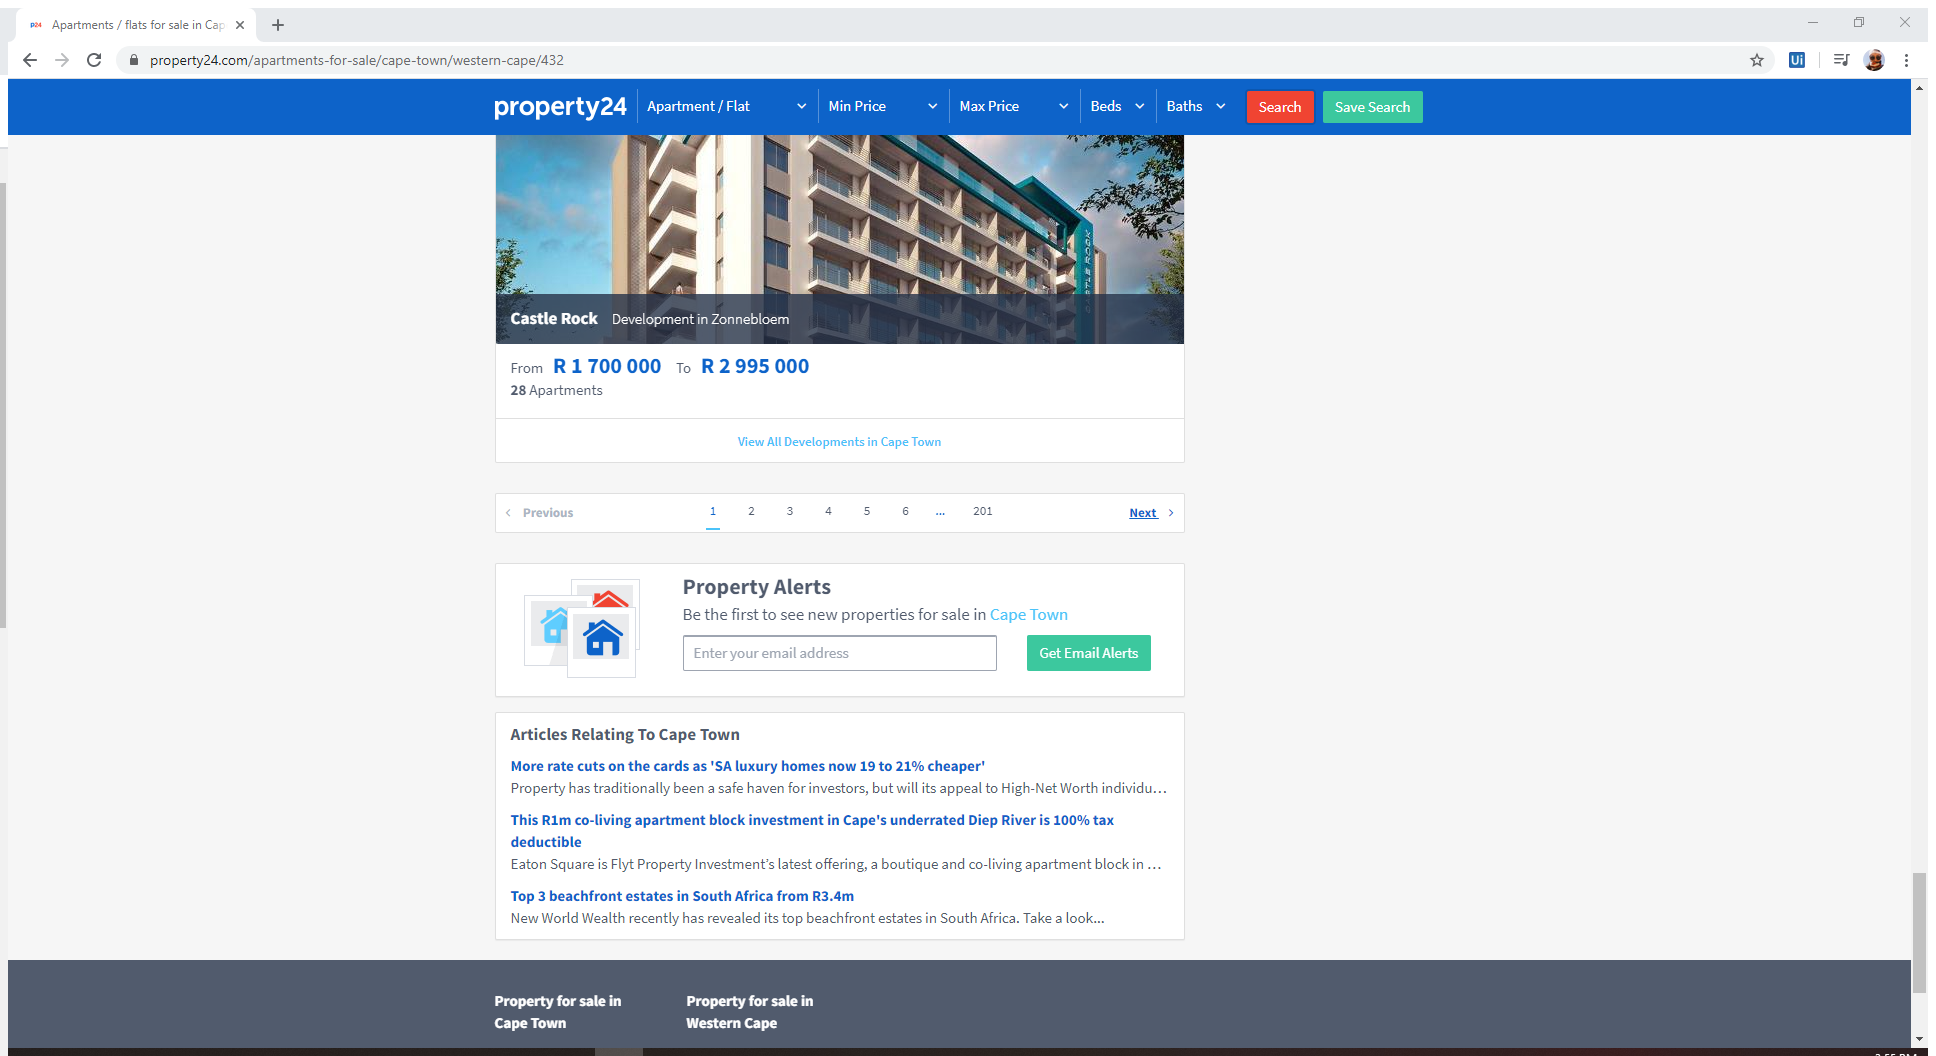 p24 Apartments / flats for sale in Cap
property24.com/apartments-for-sale/cape-town/western-cape/432
Ui
property24 Apartment / Flat Min Price Max Price Beds Baths Search Save Search
Castle Rock Development in Zonnebloem
From R 1 700 000 To R 2 995 000
28 Apartments
View All Developments in Cape Town
Previous 1 2 3 4 5 6 ... 201 Next
Property Alerts
Be the first to see new properties for sale in Cape Town
Enter your email address Get Email Alerts
Articles Relating To Cape Town
More rate cuts on the cards as 'SA luxury homes now 19 to 21% cheaper'
Property has traditionally been a safe haven for investors, but will its appeal to High-Net Worth individu...
This R1m co-living apartment block investment in Cape's underrated Diep River is 100% tax
deductible
Eaton Square is Flyt Property Investment’s latest offering, a boutique and co-living apartment block in ...
Top 3 beachfront estates in South Africa from R3.4m
New World Wealth recently has revealed its top beachfront estates in South Africa. Take a look...
Property for sale in Property for sale in
Cape Town Western Cape